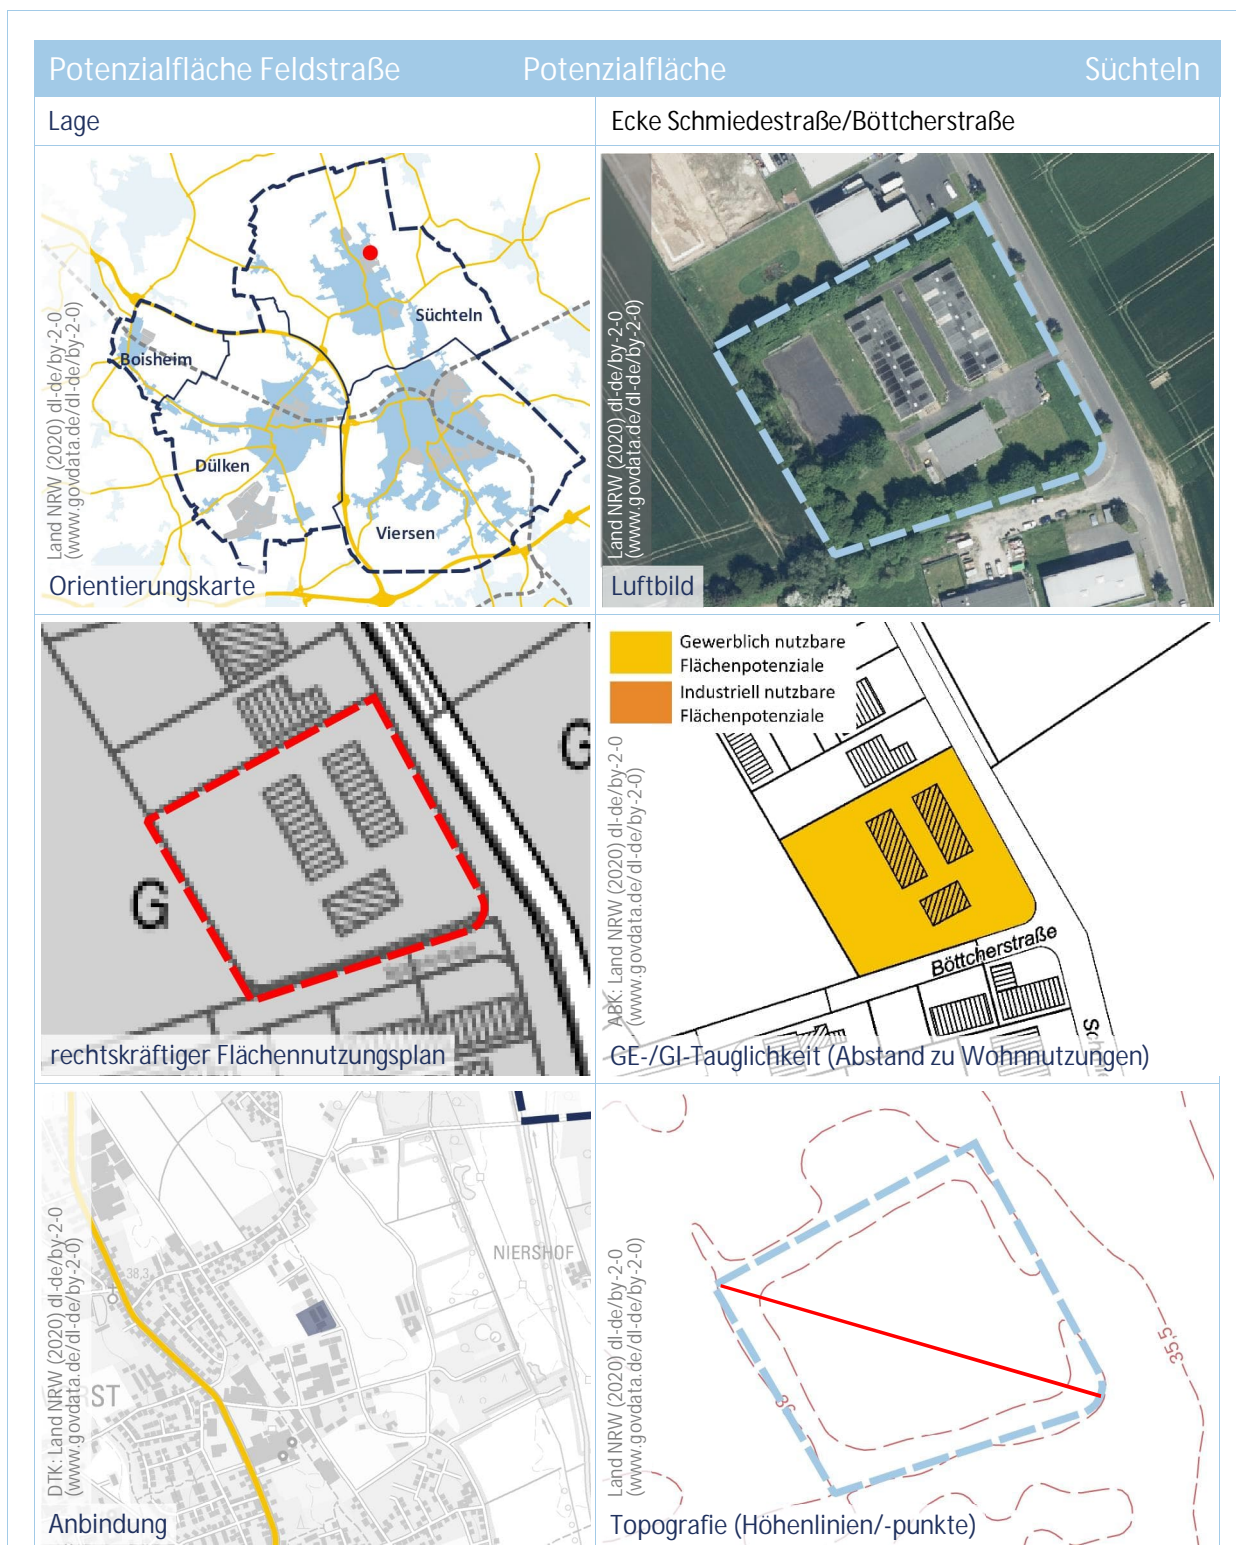 Potenzialfläche Feldstraße Potenzialfläche Süchteln
Lage
Ecke Schmiedestraße/Böttcherstraße
Süchteln
Boisheim
Dülken
Viersen
Land NRW (2020) dl-de/by-2-0
(www.govdata.de/dl-de/by-2-0)
Orientierungskarte
Land NRW (2020) dl-de/by-2-0
(www.govdata.de/dl-de/by-2-0)
Luftbild
G
G
rechtskräftiger Flächennutzungsplan
Gewerblich nutzbare
Flächenpotenziale
Industriell nutzbare
Flächenpotenziale
ABK: Land NRW (2020) dl-de/by-2-0
(www.govdata.de/dl-de/by-2-0)
Böttcherstraße
GE-/GI-Tauglichkeit (Abstand zu Wohnnutzungen)
NIERSHOF
38,3
ST
DTK: Land NRW (2020) dl-de/by-2-0
(www.govdata.de/dl-de/by-2-0)
Anbindung
35,5
Land NRW (2020) dl-de/by-2-0
(www.govdata.de/dl-de/by-2-0)
Topografie (Höhenlinien/-punkte)